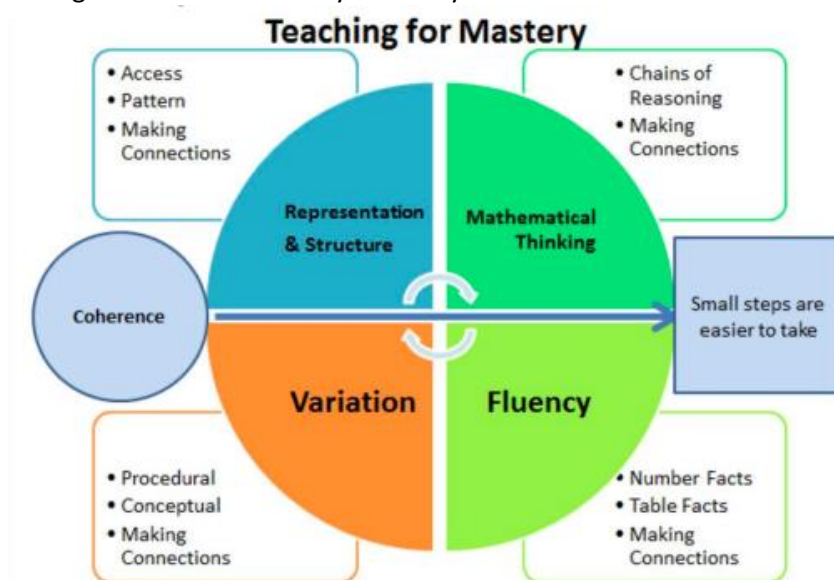 Teaching for Mastery
• Access
• Pattern
• Making
Connections
• Chains of
Reasoning
• Making
Connections
Representation
& Structure
Mathematical
Thinking
Coherence
Small steps are
easier to take
Variation
Fluency
• Procedural
• Conceptual
• Making
Connections
• Number Facts
• Table Facts
• Making
Connections